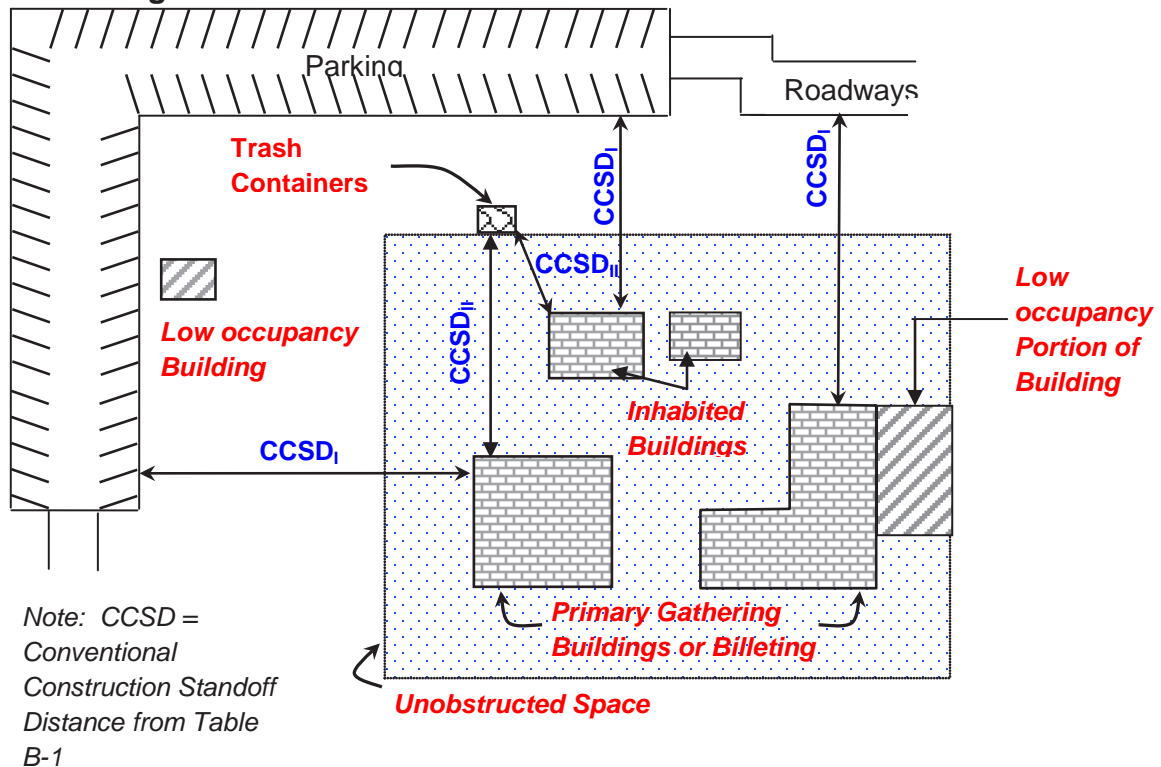 Parking
Roadways
Trash
Containers
CCSDI
CCSDI
CCSDII
CCSDII
Low occupancy
Building
Low
occupancy
Portion of
Building
Inhabited
Buildings
CCSDI
Primary Gathering
Buildings or Billeting
Unobstructed Space
Note: CCSD =
Conventional
Construction Standoff
Distance from Table
B-1